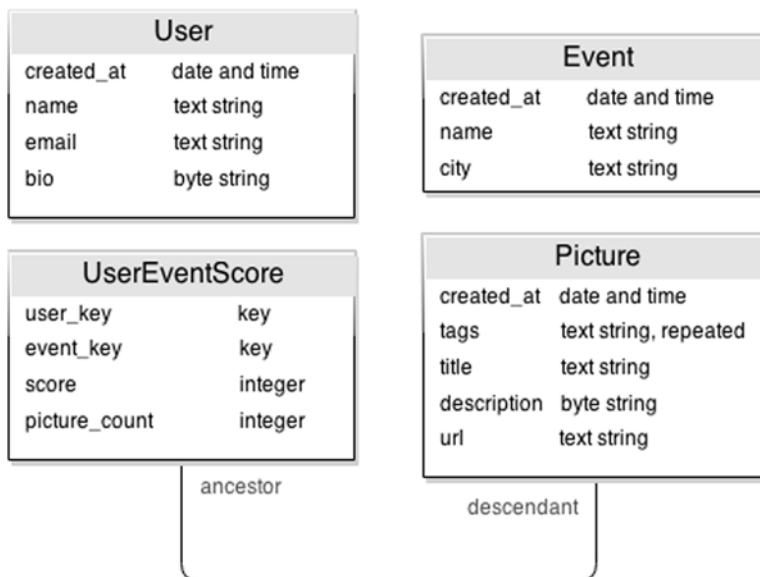 User
created_at date and time
name text string
email text string
bio byte string
Event
created_at date and time
name text string
city text string
UserEventScore
user_key key
event_key key
score integer
picture_count integer
Picture
created_at date and time
tags text string, repeated
title text string
description byte string
url text string
ancestor
descendant